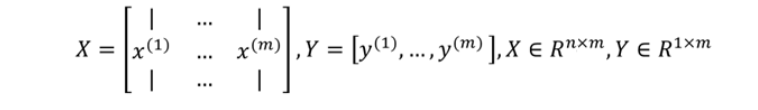 X = [ | ... | x^{(1)} ... x^{(m)} | ... | ], Y = [y^{(1)}, ..., y^{(m)}], X ∈ R^{n×m}, Y ∈ R^{1×m}